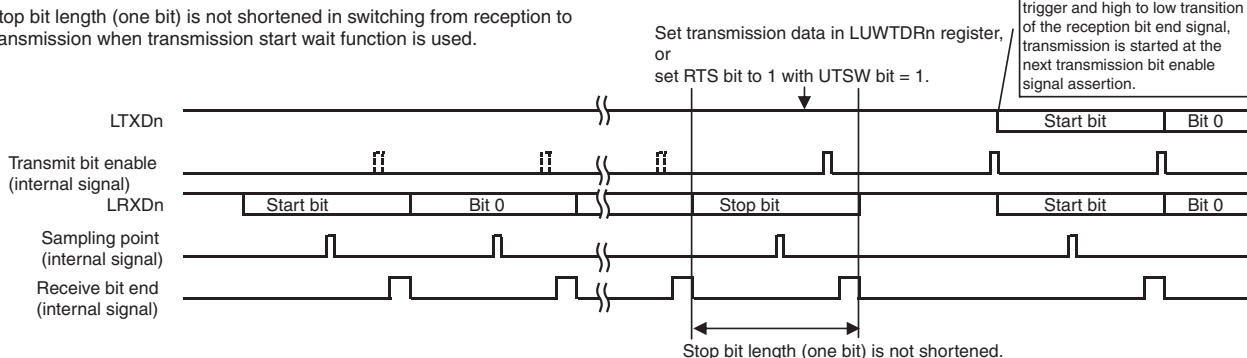 top bit length (one bit) is not shortened in switching from reception to
ansmission when transmission start wait function is used.
Set transmission data in LUWTDRn register,
or
set RTS bit to 1 with UTSW bit = 1.
trigger and high to low transition
of the reception bit end signal,
transmission is started at the
next transmission bit enable
signal assertion.
LTXDn
Start bit
Bit 0
Transmit bit enable
(internal signal)
LRXDn
Start bit
Bit 0
Stop bit
Start bit
Bit 0
Sampling point
(internal signal)
Receive bit end
(internal signal)
Stop bit length (one bit) is not shortened.